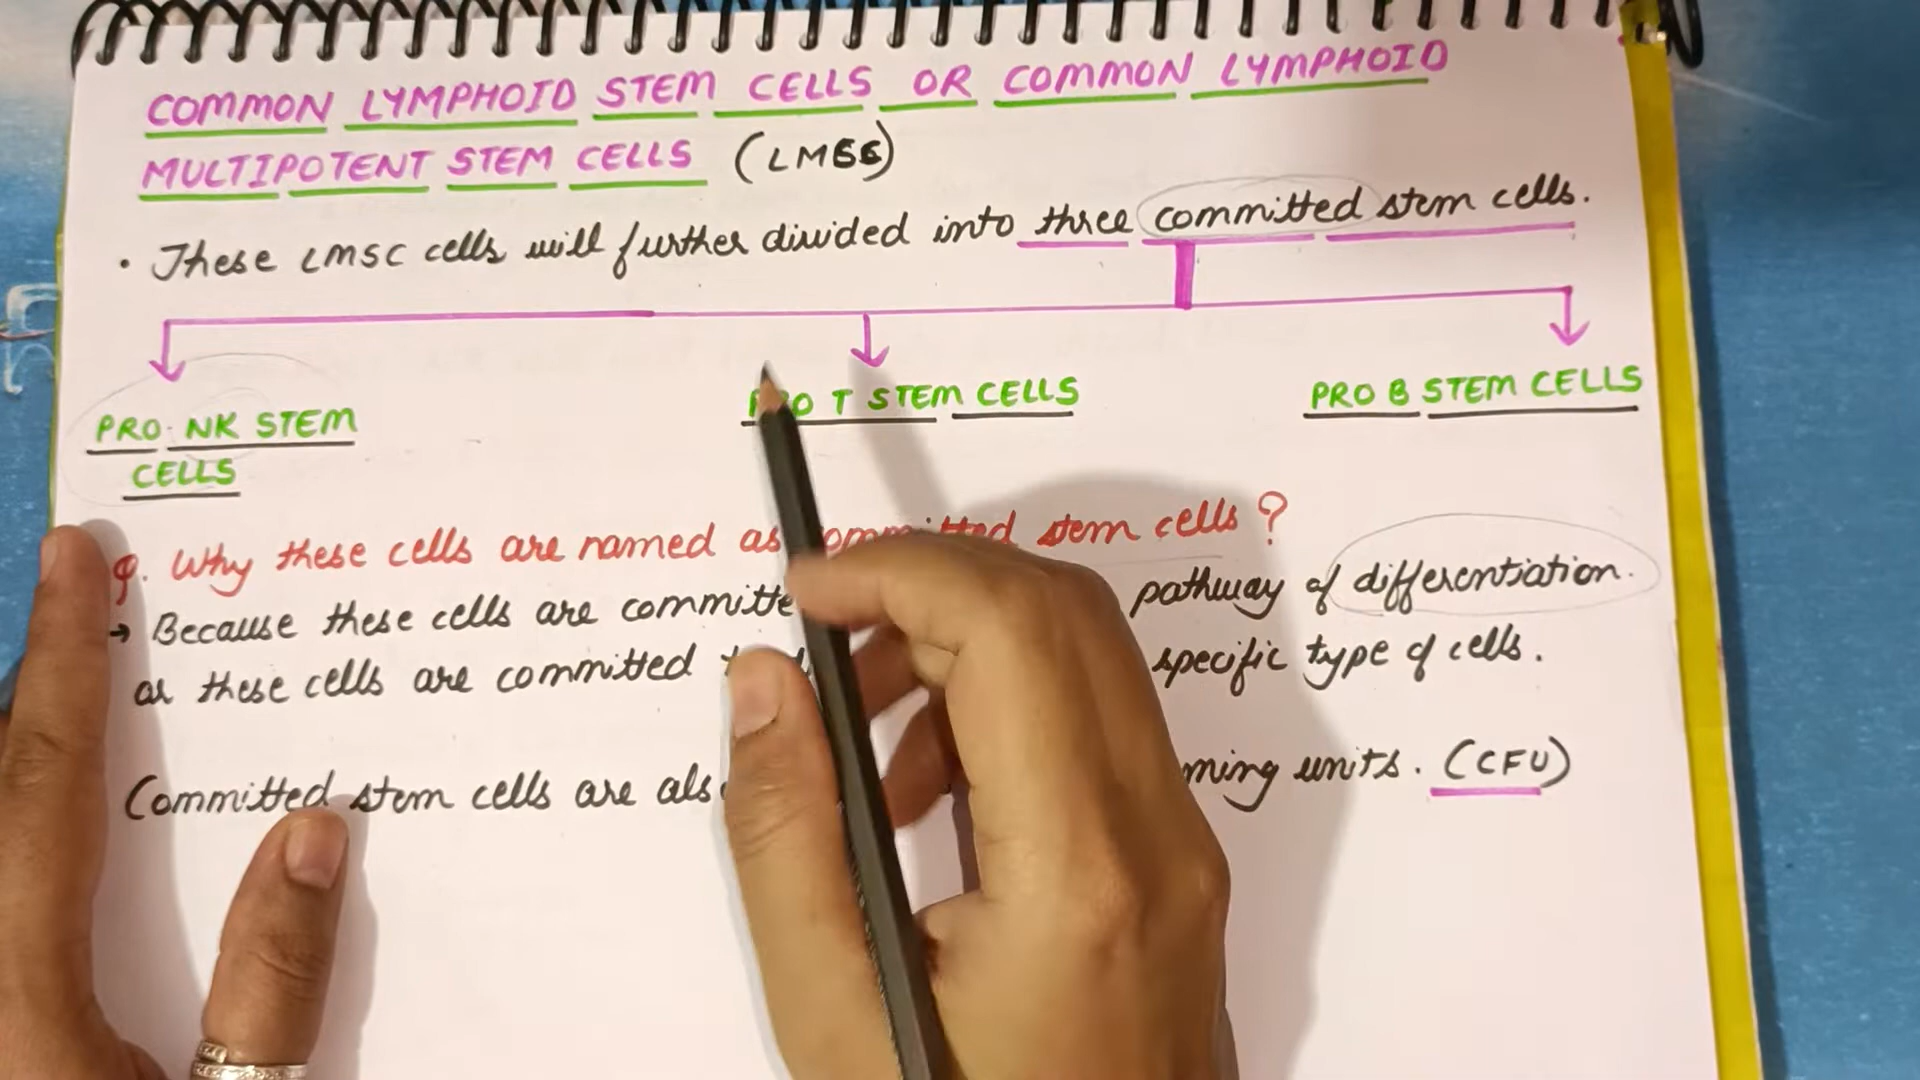 COMMON LYMPHOID STEM CELLS OR COMMON LYMPHOID
MULTIPOTENT STEM CELLS (LMSC)
• These LMSC cells will further divided into three committed stem cells.
PRO NK STEM
CELLS
PRO T STEM CELLS
PRO B STEM CELLS
Q. Why these cells are named as committed stem cells?
→ Because these cells are pathway of differentiation.
as these cells are committed specific type of cells.
Committed stem cells are units. (CFU)